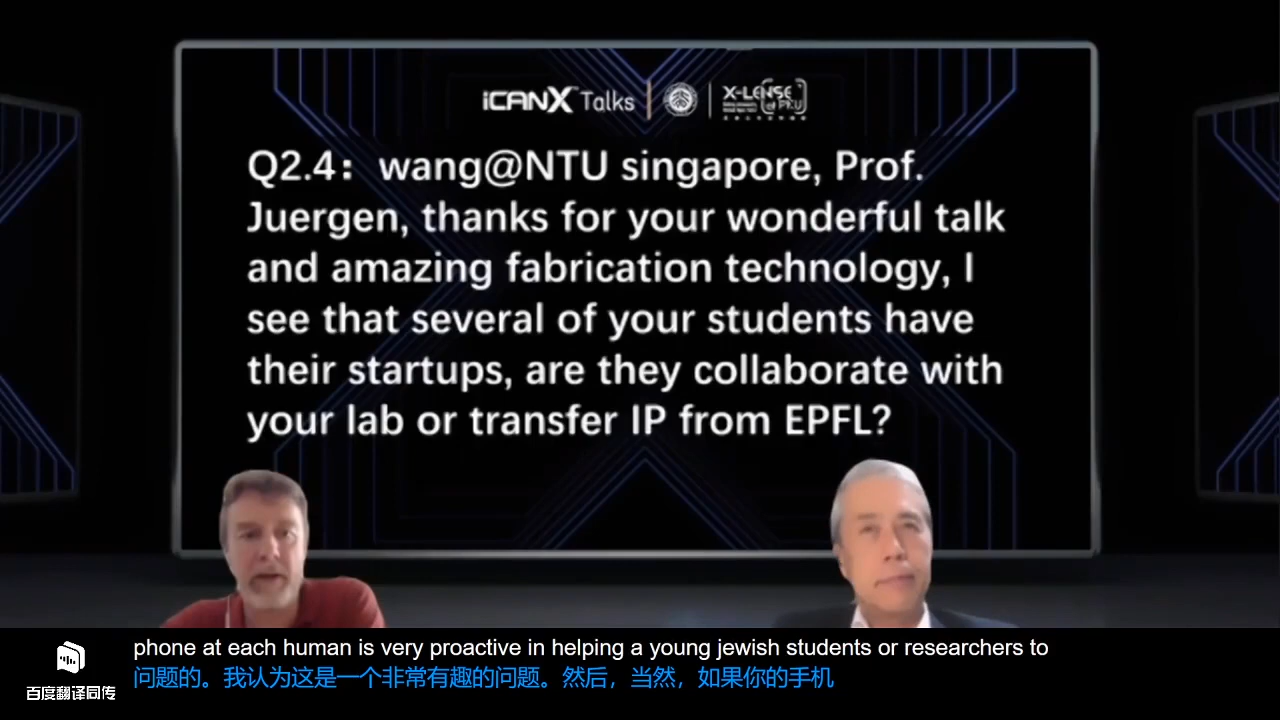 iCANX Talks
X-LENSE
PKU
Q2.4: wang@NTU singapore, Prof.
Juergen, thanks for your wonderful talk
and amazing fabrication technology, I
see that several of your students have
their startups, are they collaborate with
your lab or transfer IP from EPFL?
phone at each human is very proactive in helping a young jewish students or researchers to
问题的。我认为这是一个非常有趣的问题。然后，当然，如果你的手机
百度翻译同传